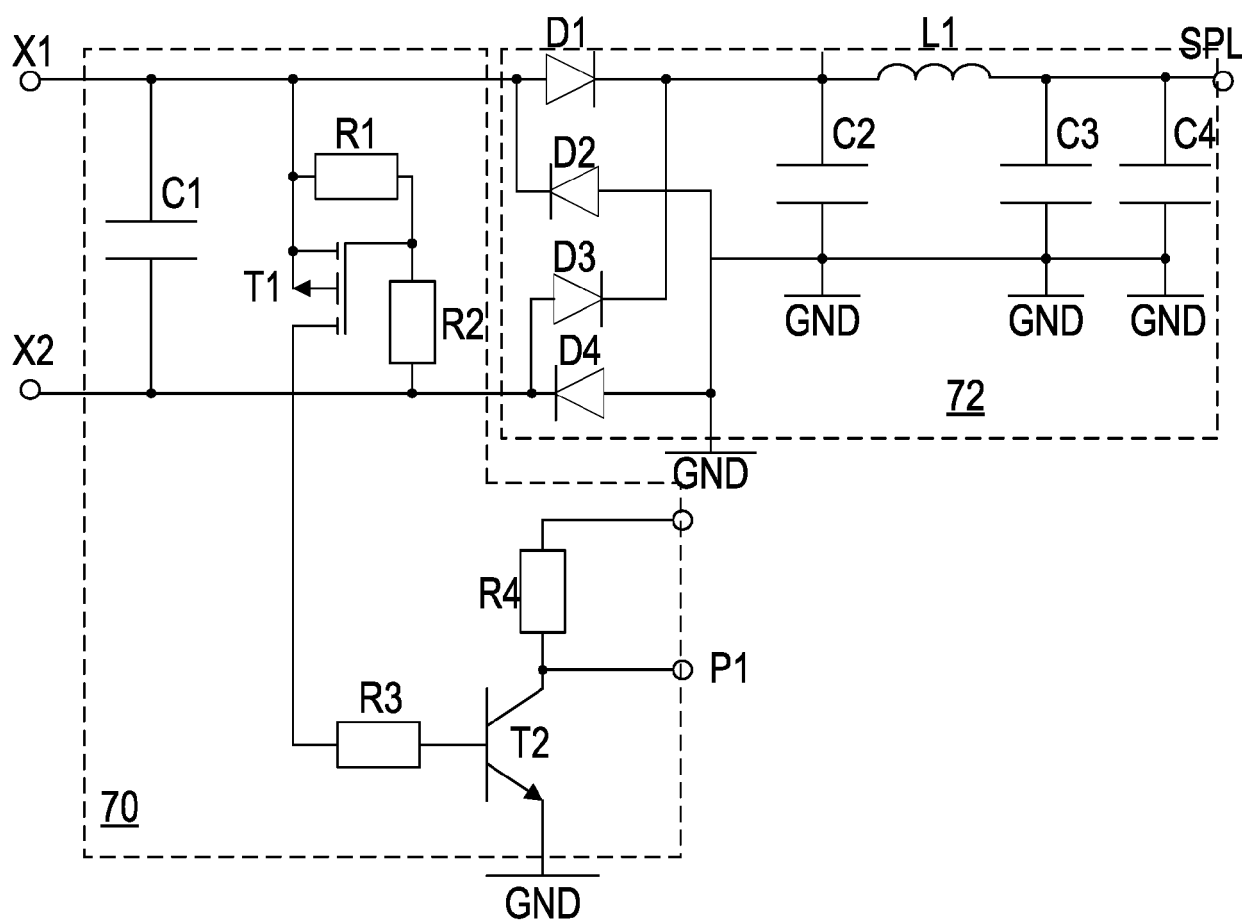 D1
L1
SPL
X1
R1
D2
C2
C3
C4
C1
T1
D3
R2
GND
GND
GND
X2
D4
72
GND
R4
P1
R3
T2
70
GND